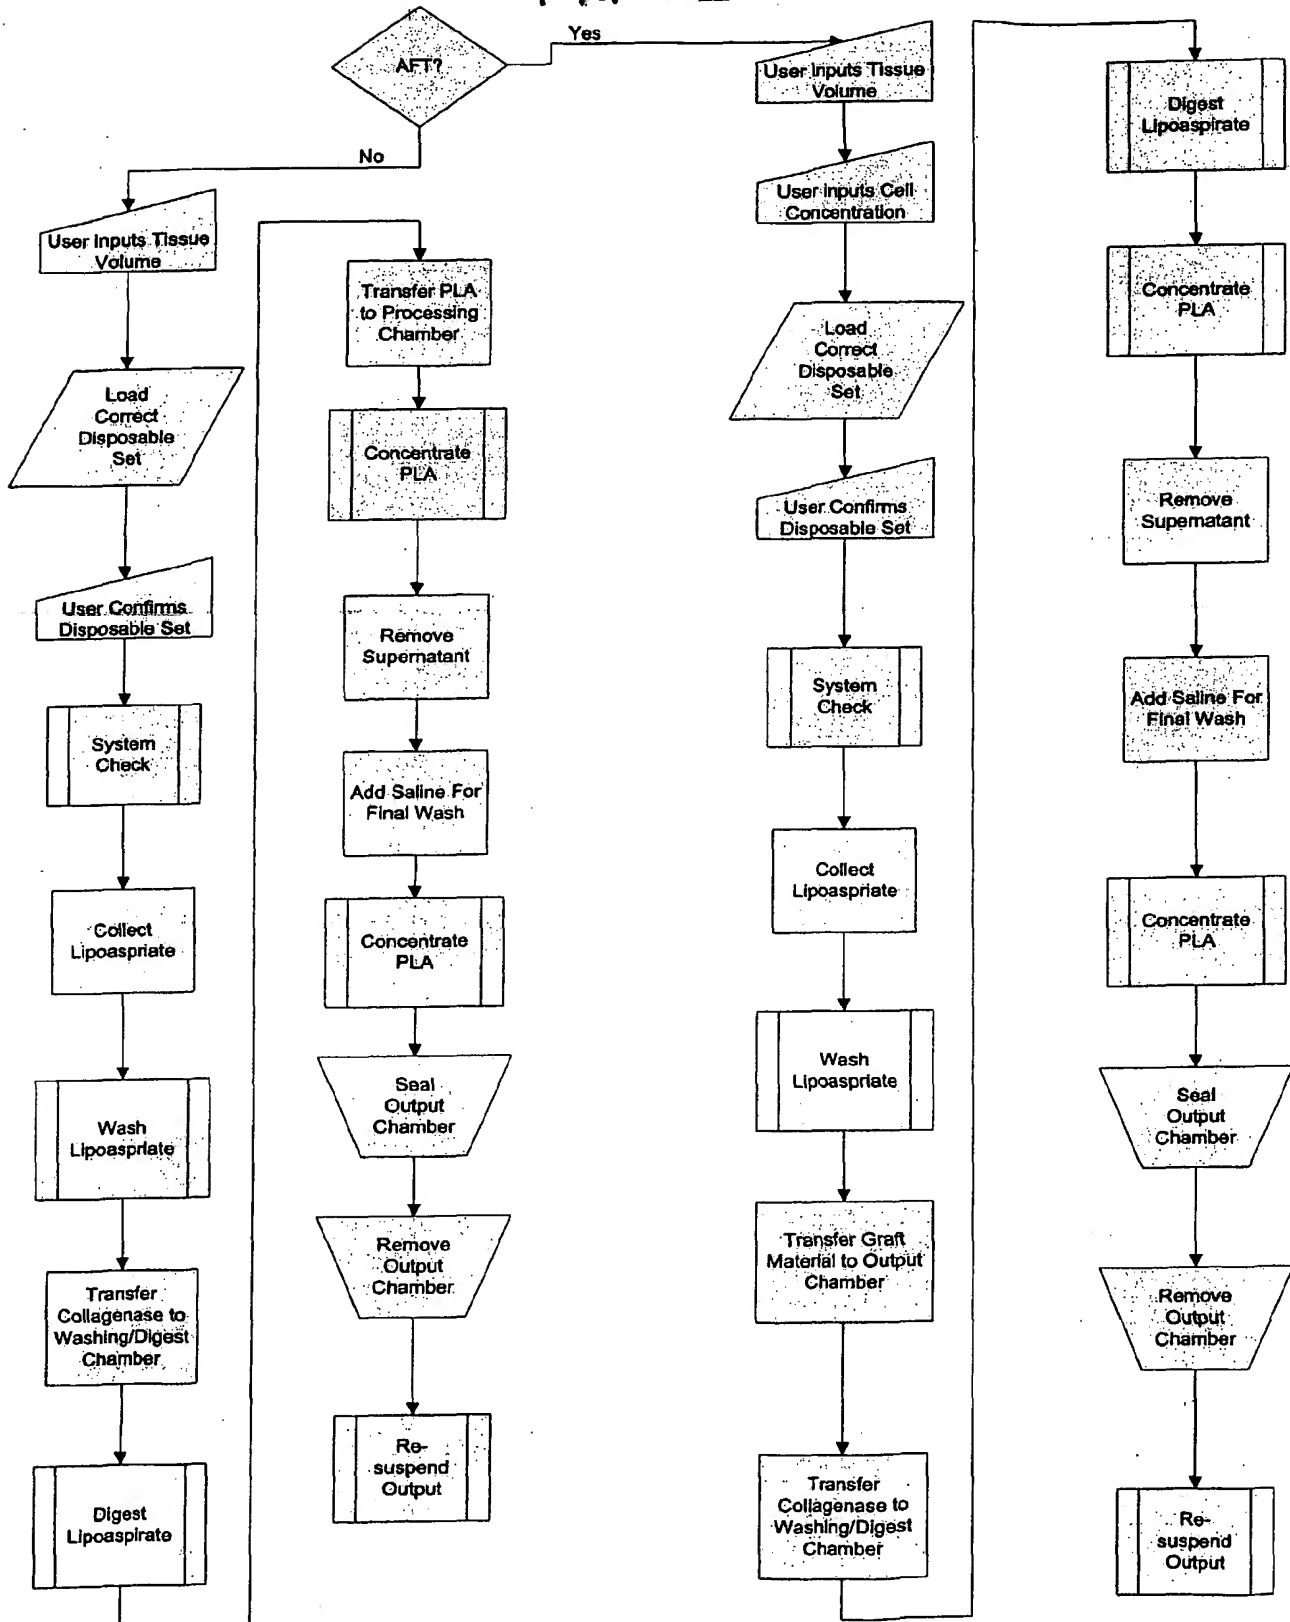 AFT?
Yes
No
User Inputs Tissue
Volume
Load
Correct
Disposable
Set
User Confirms
Disposable Set
System
Check
Collect
Lipoaspriate
Wash
Lipoaspriate
Transfer
Collagenase to
Washing/Digest
Chamber
Digest
Lipoaspirate
Transfer PLA
to Processing
Chamber
Concentrate
PLA
Remove
Supernatant
Add Saline For
Final Wash
Concentrate
PLA
Seal
Output
Chamber
Remove
Output
Chamber
Re-
suspend
Output
User Inputs Tissue
Volume
User Inputs Cell
Concentration
Load
Correct
Disposable
Set
User Confirms
Disposable Set
System
Check
Collect
Lipoaspriate
Wash
Lipoaspriate
Transfer Graft
Material to Output
Chamber
Transfer
Collagenase to
Washing/Digest
Chamber
Digest
Lipoaspirate
Concentrate
PLA
Remove
Supernatant
Add Saline For
Final Wash
Concentrate
PLA
Seal
Output
Chamber
Remove
Output
Chamber
Re-
suspend
Output